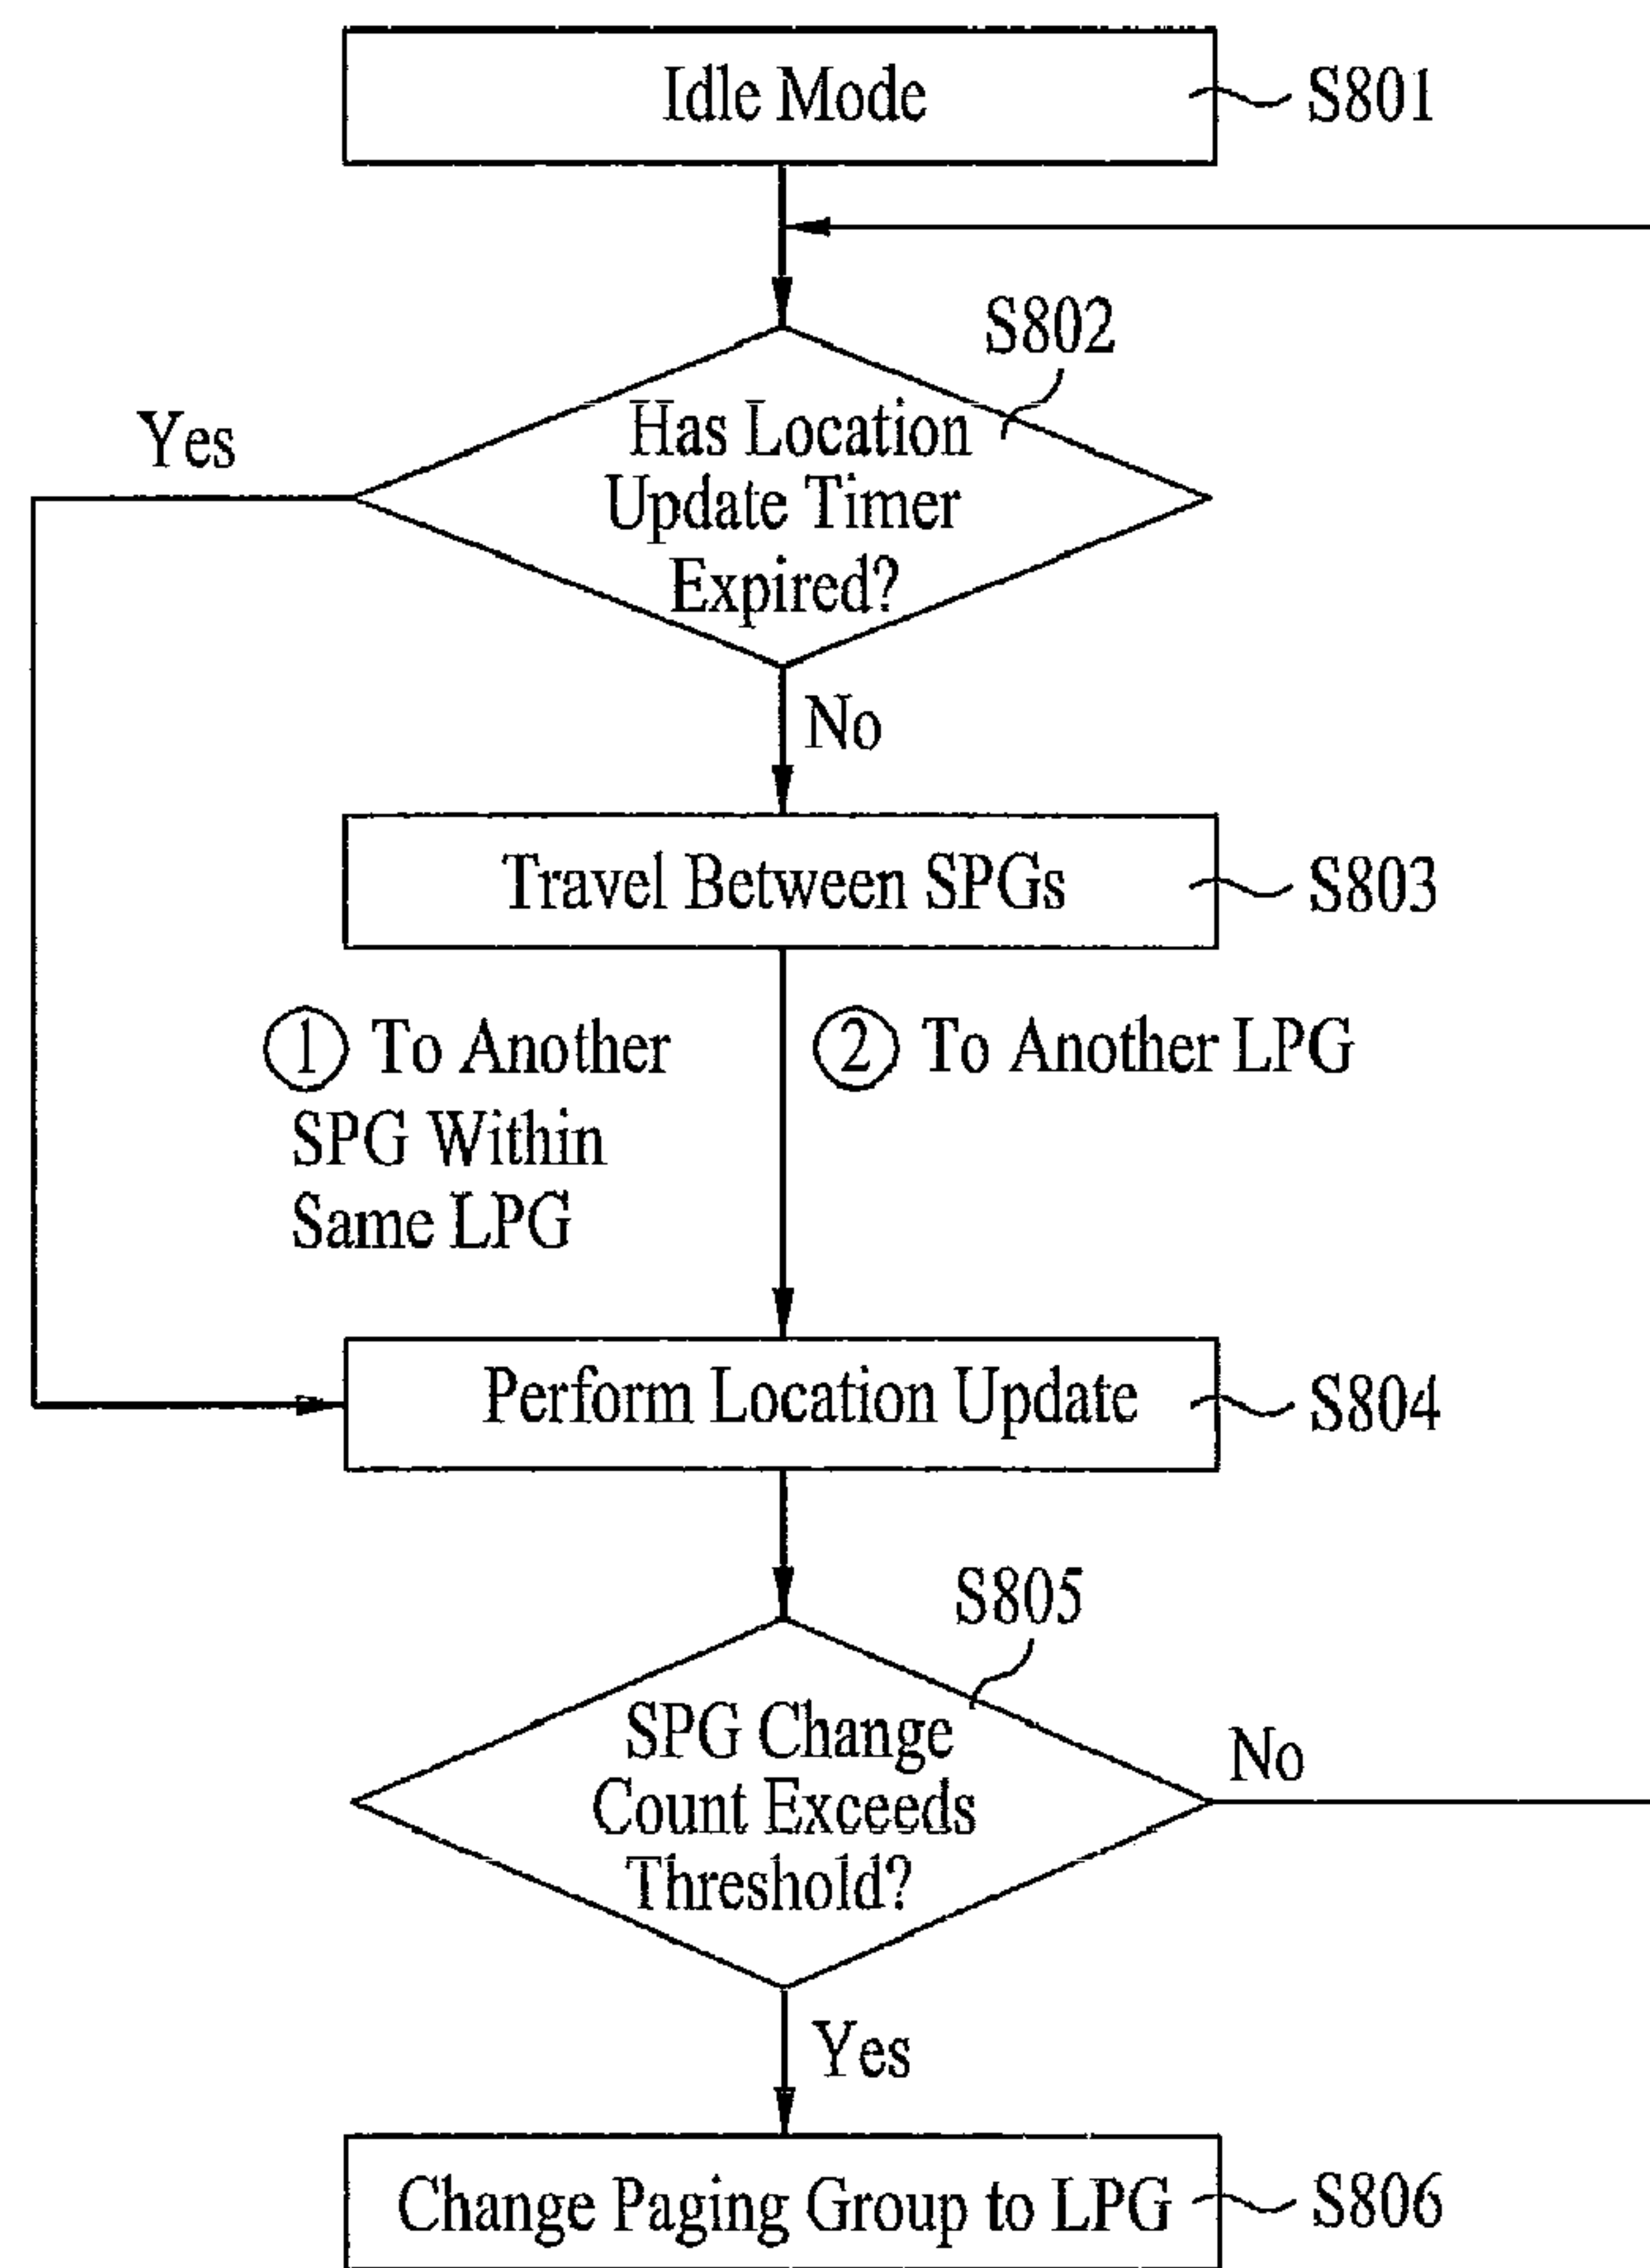 Idle Mode
S801
S802
Yes
Has Location
Update Timer
Expired?
No
Travel Between SPGs
S803
① To Another
SPG Within
Same LPG
② To Another LPG
Perform Location Update
S804
S805
SPG Change
Count Exceeds
Threshold?
No
Yes
Change Paging Group to LPG
S806